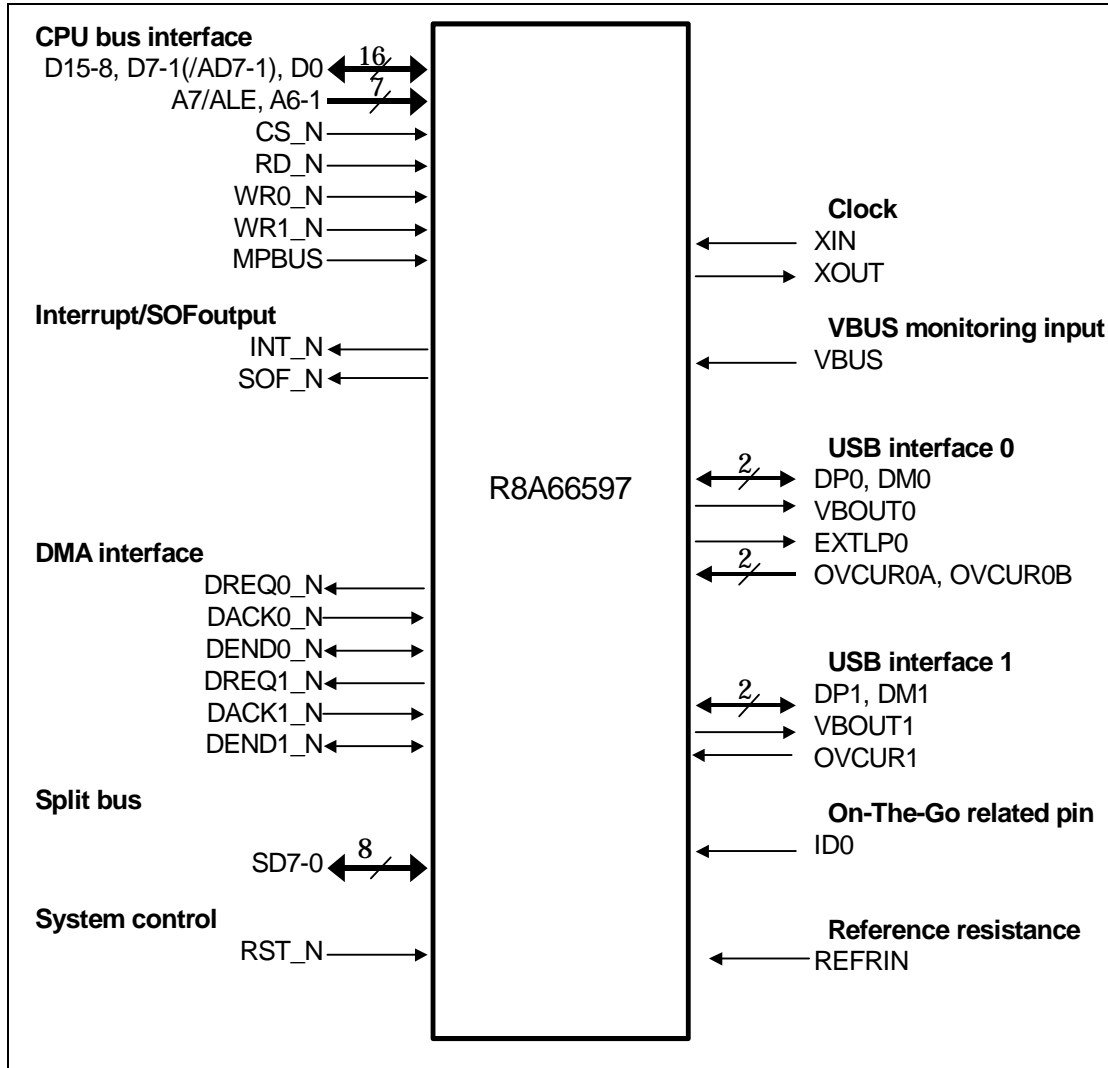 CPU bus interface
D15-8, D7-1(/AD7-1), D0
16
A7/ALE, A6-1
7
CS_N
RD_N
WR0_N
WR1_N
MPBUS
Interrupt/SOFoutput
INT_N
SOF_N
DMA interface
DREQ0_N
DACK0_N
DEND0_N
DREQ1_N
DACK1_N
DEND1_N
Split bus
SD7-0
8
System control
RST_N
R8A66597
Clock
XIN
XOUT
VBUS monitoring input
VBUS
USB interface 0
2
DP0, DM0
VBOUT0
EXTLP0
2
OVCUR0A, OVCUR0B
USB interface 1
2
DP1, DM1
VBOUT1
OVCUR1
On-The-Go related pin
ID0
Reference resistance
REFRIN